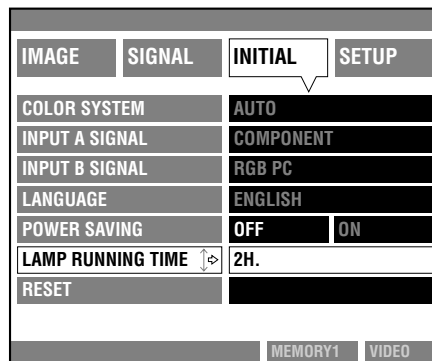 IMAGE SIGNAL INITIAL SETUP
COLOR SYSTEM AUTO
INPUT A SIGNAL COMPONENT
INPUT B SIGNAL RGB PC
LANGUAGE ENGLISH
POWER SAVING OFF ON
LAMP RUNNING TIME 2H.
RESET
MEMORY1 VIDEO